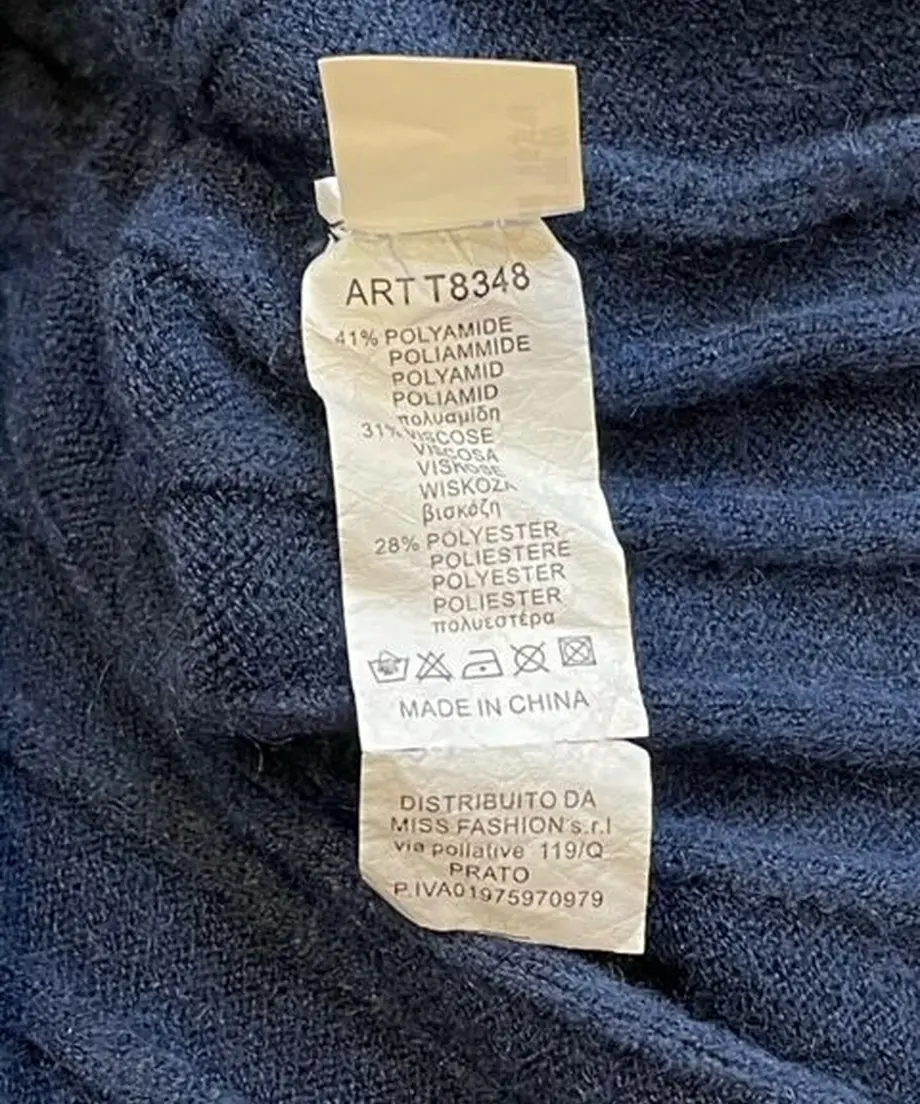 ART T8348
41% POLYAMIDE
POLIAMMIDE
POLYAMID
POLIAMID
πολυαμίδη
31% VISCOSE
VISCOSA
VISKOSE
WISKOZA
βισκόζη
28% POLYESTER
POLIESTERE
POLYESTER
POLIESTER
πολυεστέρα
MADE IN CHINA
DISTRIBUITO DA
MISS FASHION s.r.l
via pollative 119/Q
PRATO
P.IVA01975970979